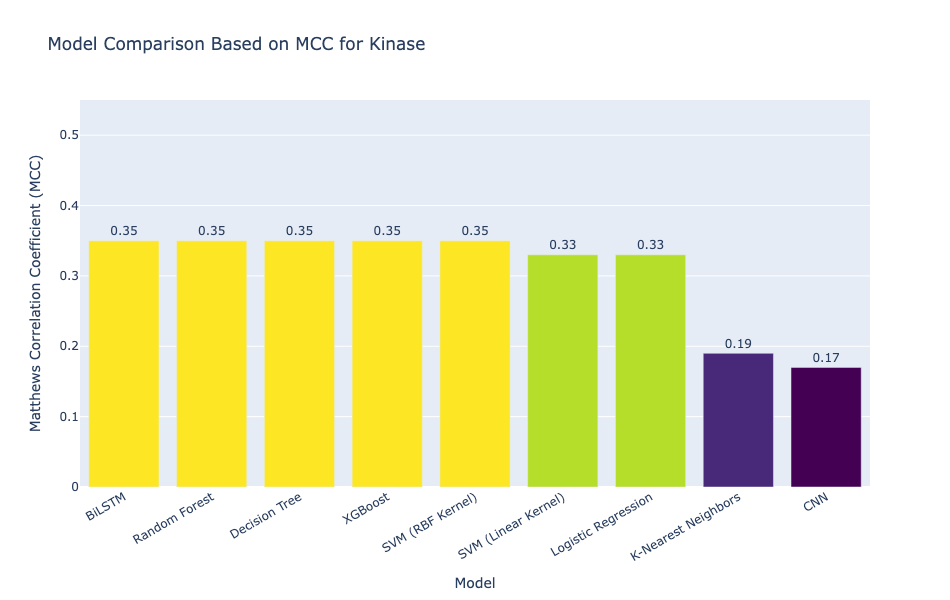 Model Comparison Based on MCC for Kinase
Matthews Correlation Coefficient (MCC)
0.5
0.4
0.3
0.2
0.1
0
0.35
0.35
0.35
0.35
0.35
0.33
0.33
0.19
0.17
BiLSTM
Random Forest
Decision Tree
XGBoost
SVM (RBF Kernel)
SVM (Linear Kernel)
Logistic Regression
K-Nearest Neighbors
CNN
Model